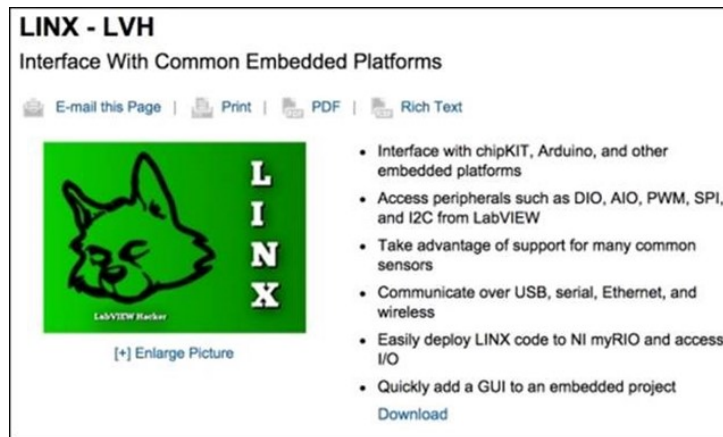 LINX - LVH
Interface With Common Embedded Platforms
E-mail this Page | Print | PDF | Rich Text
L
I
N
X
LabVIEW Hacker
[+] Enlarge Picture
• Interface with chipKIT, Arduino, and other
embedded platforms
• Access peripherals such as DIO, AIO, PWM, SPI,
and I2C from LabVIEW
• Take advantage of support for many common
sensors
• Communicate over USB, serial, Ethernet, and
wireless
• Easily deploy LINX code to NI myRIO and access
I/O
• Quickly add a GUI to an embedded project
Download